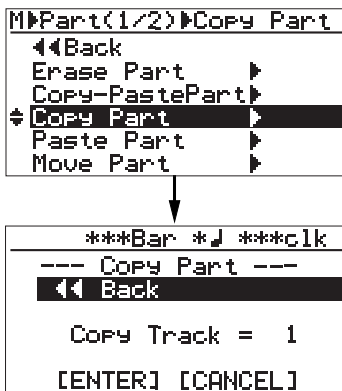 M▶Part(1/2)▶Copy Part
◀◀Back
Erase Part ▶
Copy-PastePart▶
Copy Part ▶
Paste Part ▶
Move Part ▶
***Bar *♩ ***clk
--- Copy Part ---
◀◀ Back
Copy Track = 1
[ENTER] [CANCEL]